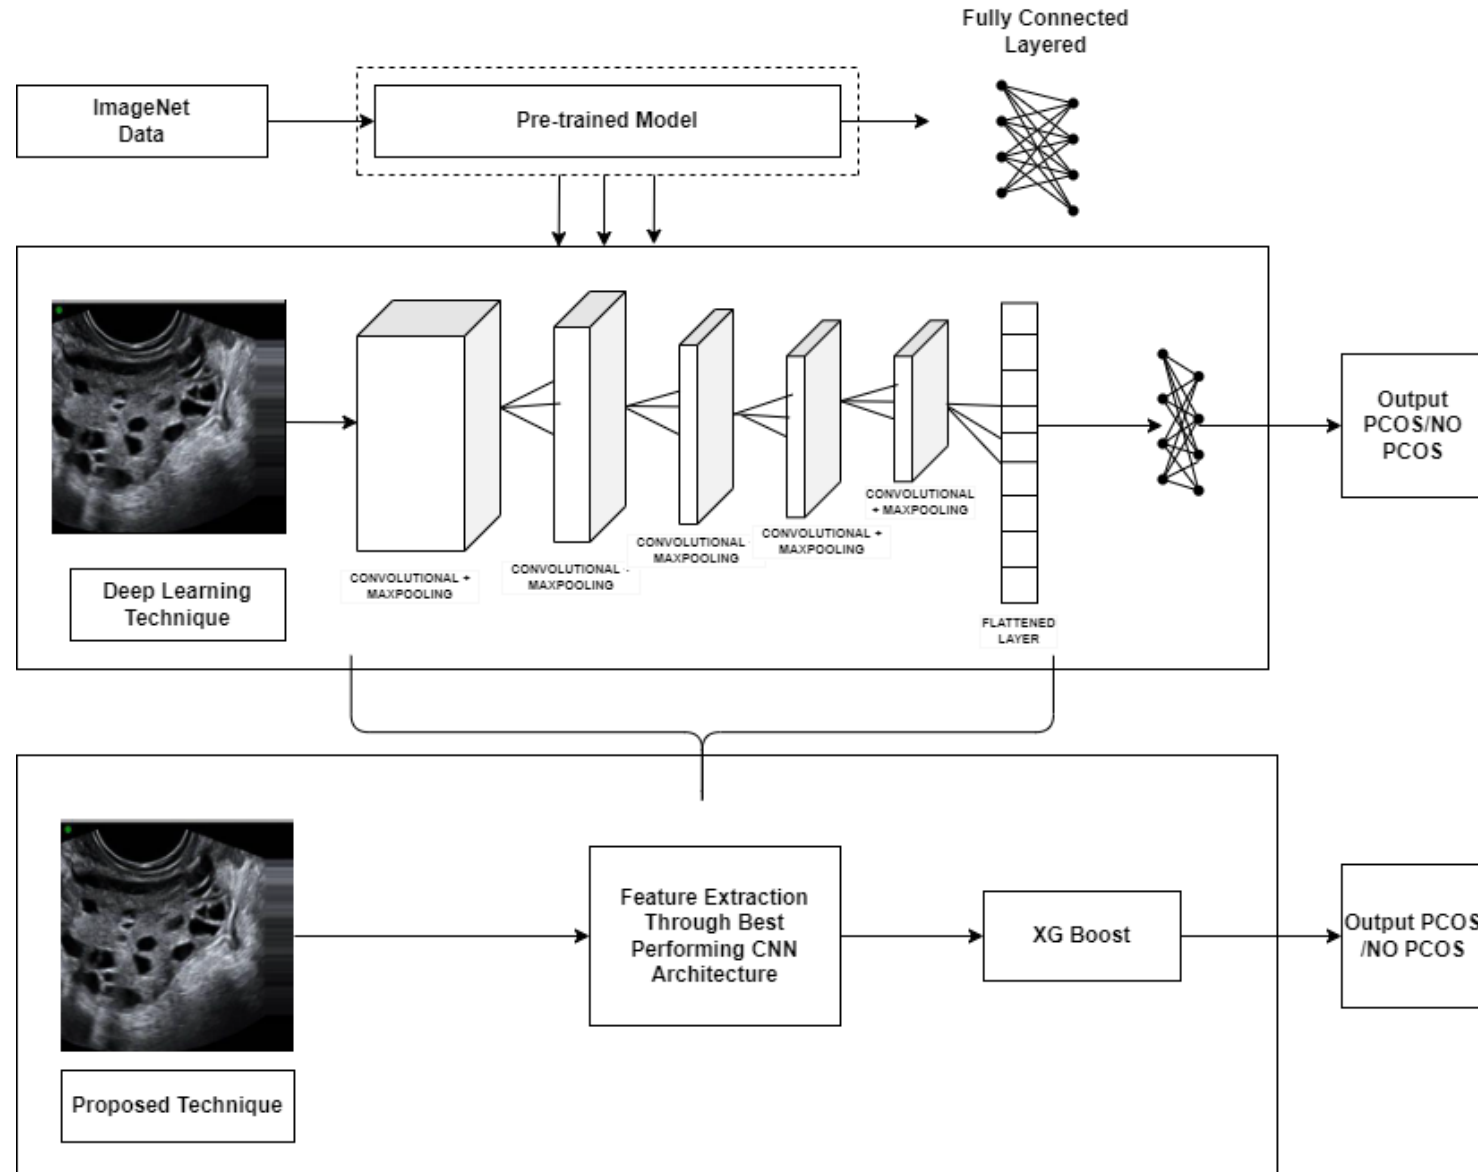 Fully Connected
Layered
ImageNet
Data
Pre-trained Model
CONVOLUTIONAL +
MAXPOOLING
CONVOLUTIONAL
MAXPOOLING
CONVOLUTIONAL
MAXPOOLING
CONVOLUTIONAL +
MAXPOOLING
CONVOLUTIONAL
+ MAXPOOLING
FLATTENED
LAYER
Output
PCOS/NO
PCOS
Deep Learning
Technique
Feature Extraction
Through Best
Performing CNN
Architecture
XG Boost
Output PCOS
/NO PCOS
Proposed Technique